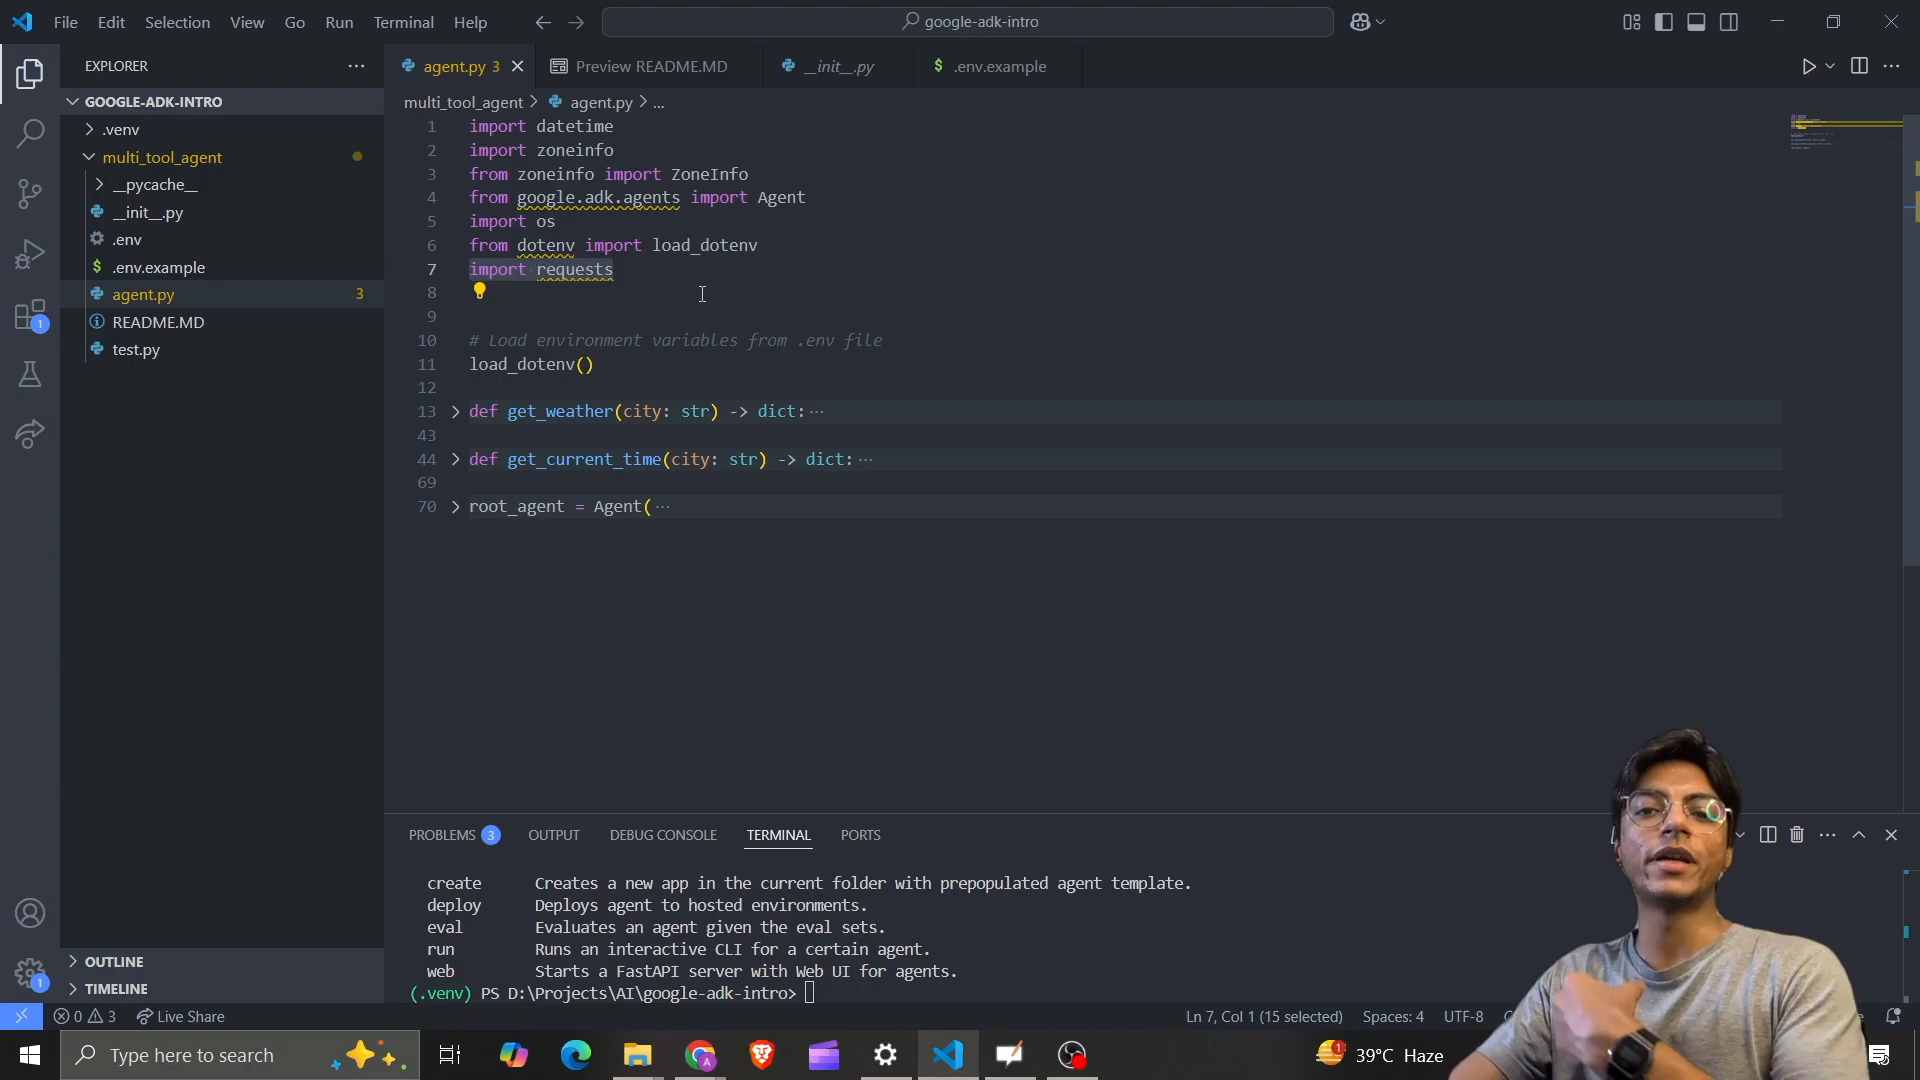 File Edit Selection View Go Run Terminal Help
google-adk-intro
EXPLORER
GOOGLE-ADK-INTRO
.venv
multi_tool_agent
__pycache__
__init__.py
.env
$ .env.example
agent.py 3
README.MD
test.py
OUTLINE
TIMELINE
agent.py 3 Preview README.MD __init__.py $ .env.example
multi_tool_agent > agent.py > ...
1 import datetime
2 import zoneinfo
3 from zoneinfo import ZoneInfo
4 from google.adk.agents import Agent
5 import os
6 from dotenv import load_dotenv
7 import requests
8
9
10 # Load environment variables from .env file
11 load_dotenv()
12
13 > def get_weather(city: str) -> dict:···
43
44 > def get_current_time(city: str) -> dict:···
69
70 > root_agent = Agent(···
PROBLEMS 3 OUTPUT DEBUG CONSOLE TERMINAL PORTS
create Creates a new app in the current folder with prepopulated agent template.
deploy Deploys agent to hosted environments.
eval Evaluates an agent given the eval sets.
run Runs an interactive CLI for a certain agent.
web Starts a FastAPI server with Web UI for agents.
(.venv) PS D:\Projects\AI\google-adk-intro>
0 3 Live Share Ln 7, Col 1 (15 selected) Spaces: 4 UTF-8
Type here to search 39°C Haze